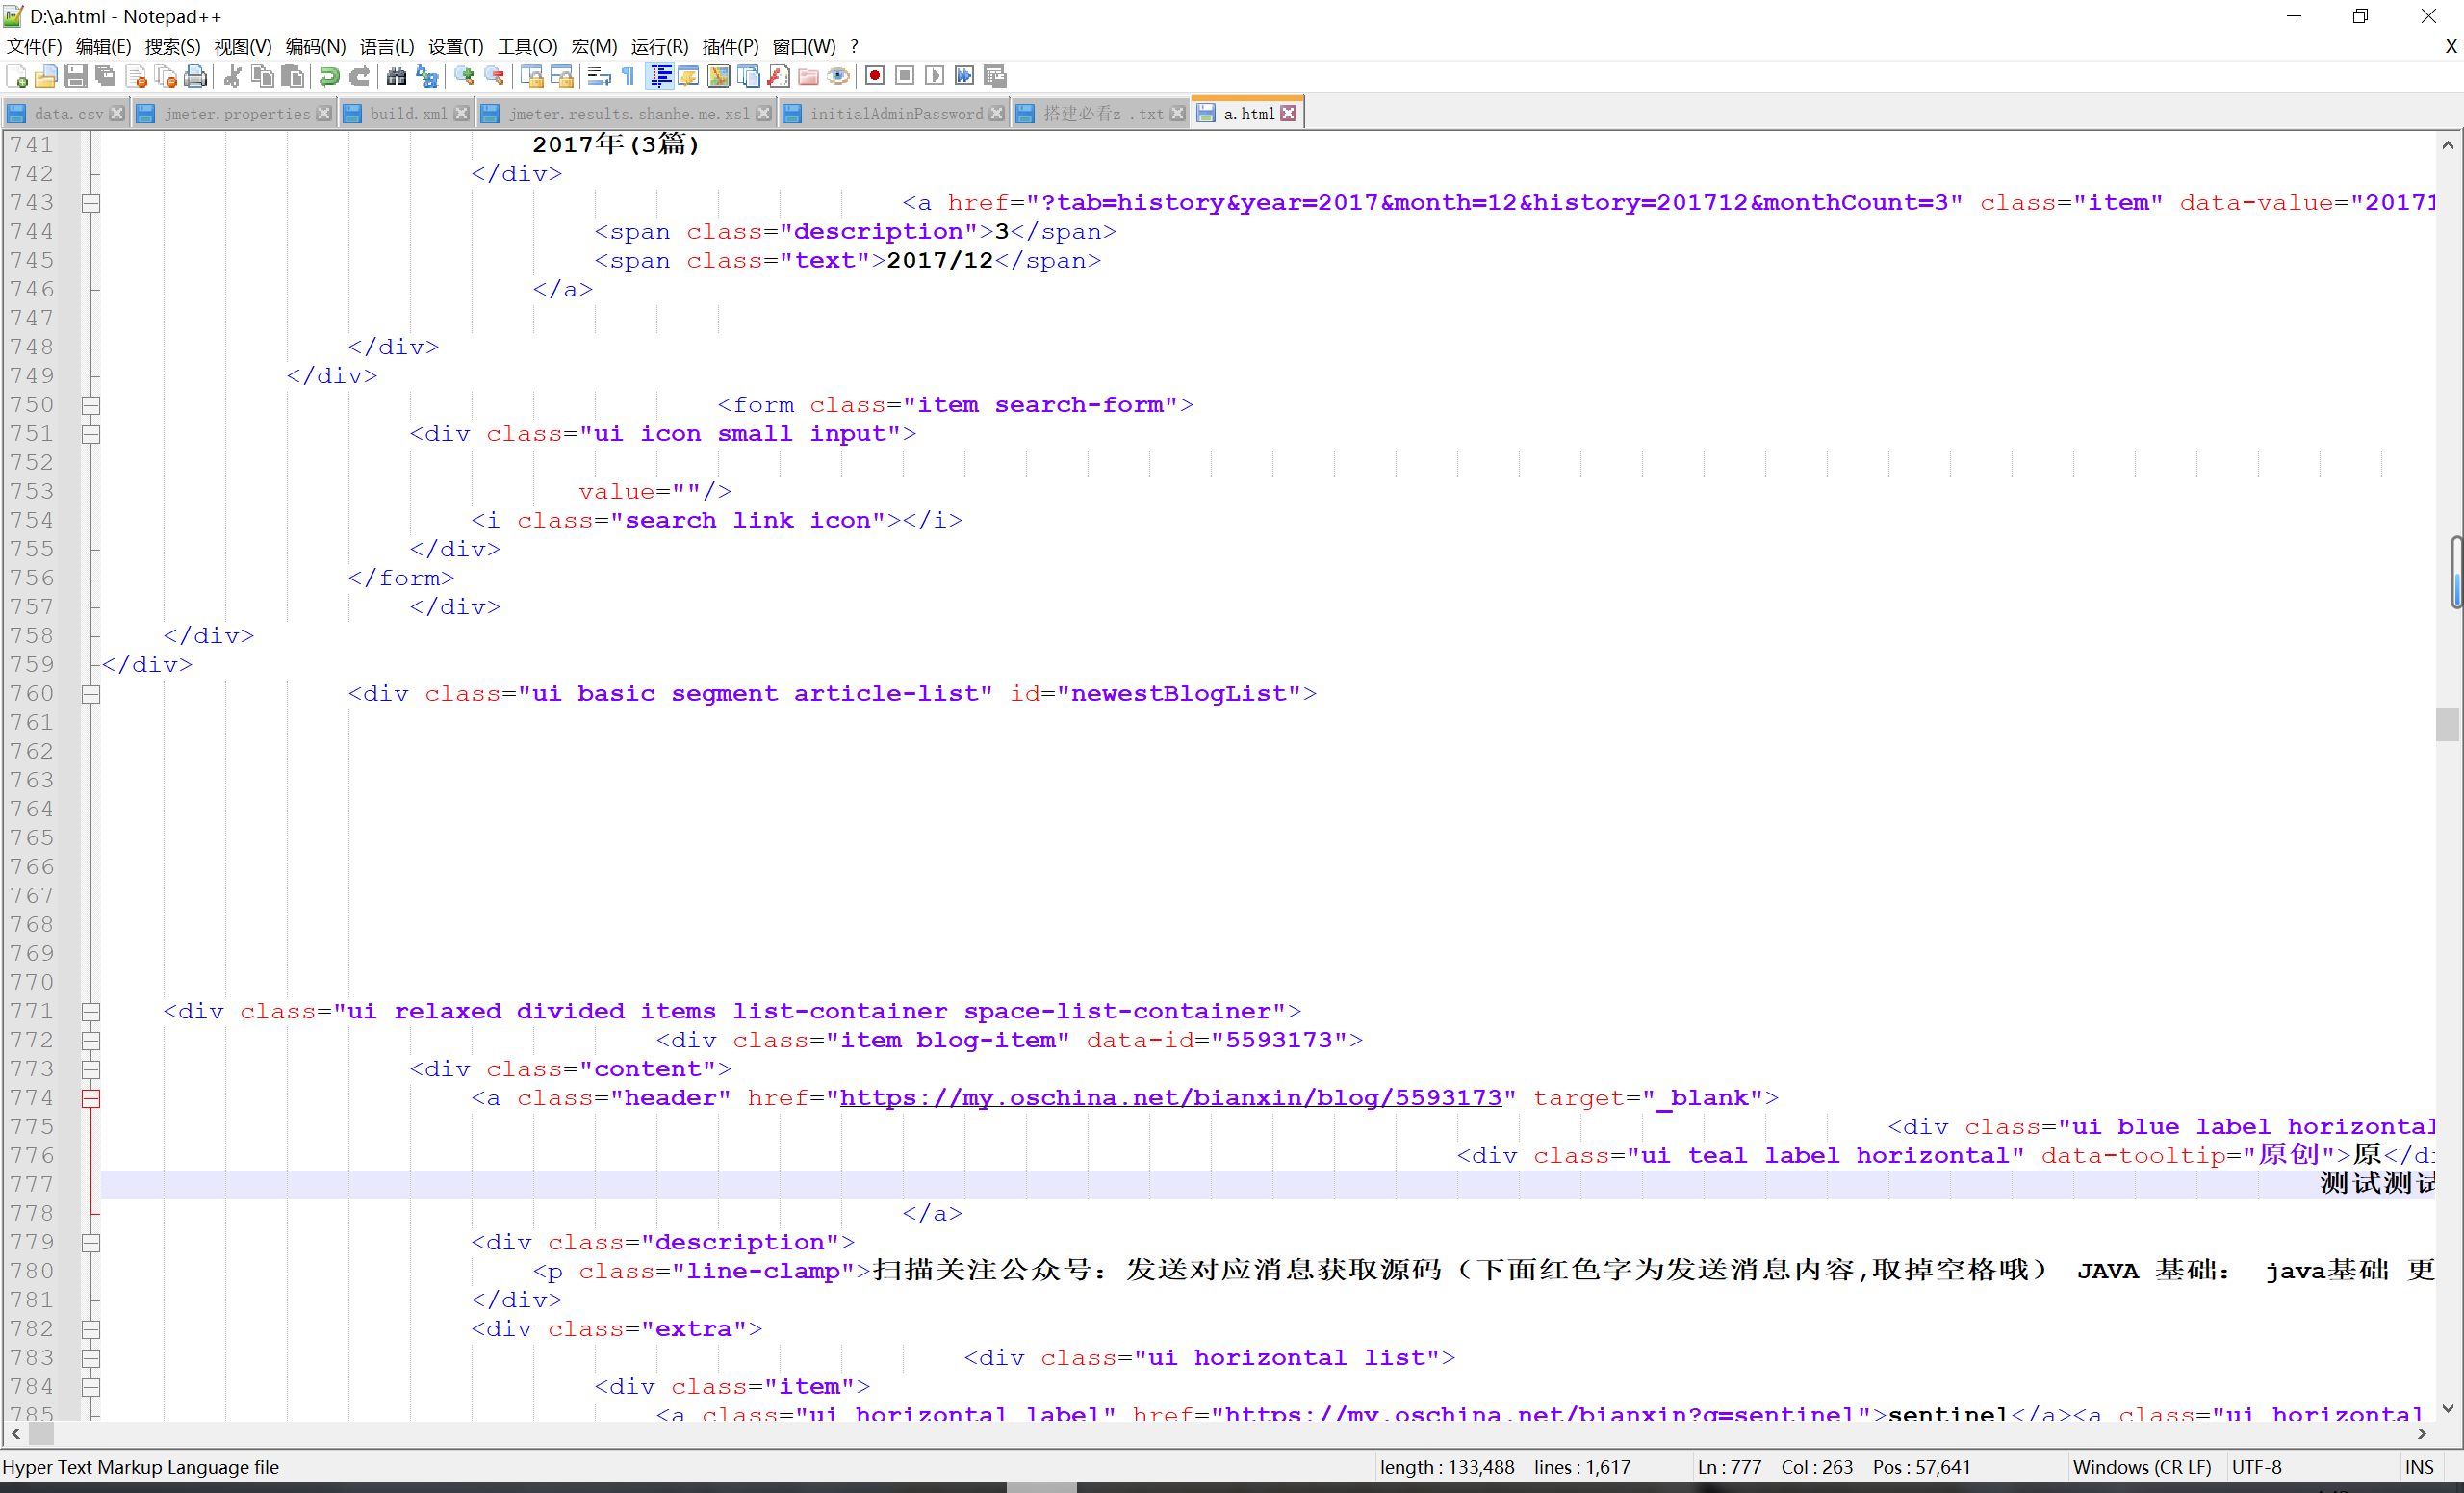 D:\a.html - Notepad++
文件(F) 编辑(E) 搜索(S) 视图(V) 编码(N) 语言(L) 设置(T) 工具(O) 宏(M) 运行(R) 插件(P) 窗口(W) ? X
data.csv jmeter.properties build.xml jmeter.results.shanhe.me.xsl initialAdminPassword 搭建必看z .txt a.html
741 2017年(3篇)
742 </div>
743 <a href="?tab=history&year=2017&month=12&history=201712&monthCount=3" class="item" data-value="20171
744 <span class="description">3</span>
745 <span class="text">2017/12</span>
746 </a>
747
748 </div>
749 </div>
750 <form class="item search-form">
751 <div class="ui icon small input">
752
753 value=""/>
754 <i class="search link icon"></i>
755 </div>
756 </form>
757 </div>
758 </div>
759 </div>
760 <div class="ui basic segment article-list" id="newestBlogList">
761
762
763
764
765
766
767
768
769
770
771 <div class="ui relaxed divided items list-container space-list-container">
772 <div class="item blog-item" data-id="5593173">
773 <div class="content">
774 <a class="header" href="https://my.oschina.net/bianxin/blog/5593173" target="_blank">
775 <div class="ui blue label horizontal
776 <div class="ui teal label horizontal" data-tooltip="原创">原</di
777 测试测试
778 </a>
779 <div class="description">
780 <p class="line-clamp">扫描关注公众号：发送对应消息获取源码（下面红色字为发送消息内容,取掉空格哦） JAVA 基础： java基础 更
781 </div>
782 <div class="extra">
783 <div class="ui horizontal list">
784 <div class="item">
785 <a class="ui horizontal label" href="https://my.oschina.net/bianxin?q=sentinel">sentinel</a><a class="ui horizontal
Hyper Text Markup Language file length : 133,488 lines : 1,617 Ln : 777 Col : 263 Pos : 57,641 Windows (CR LF) UTF-8 INS